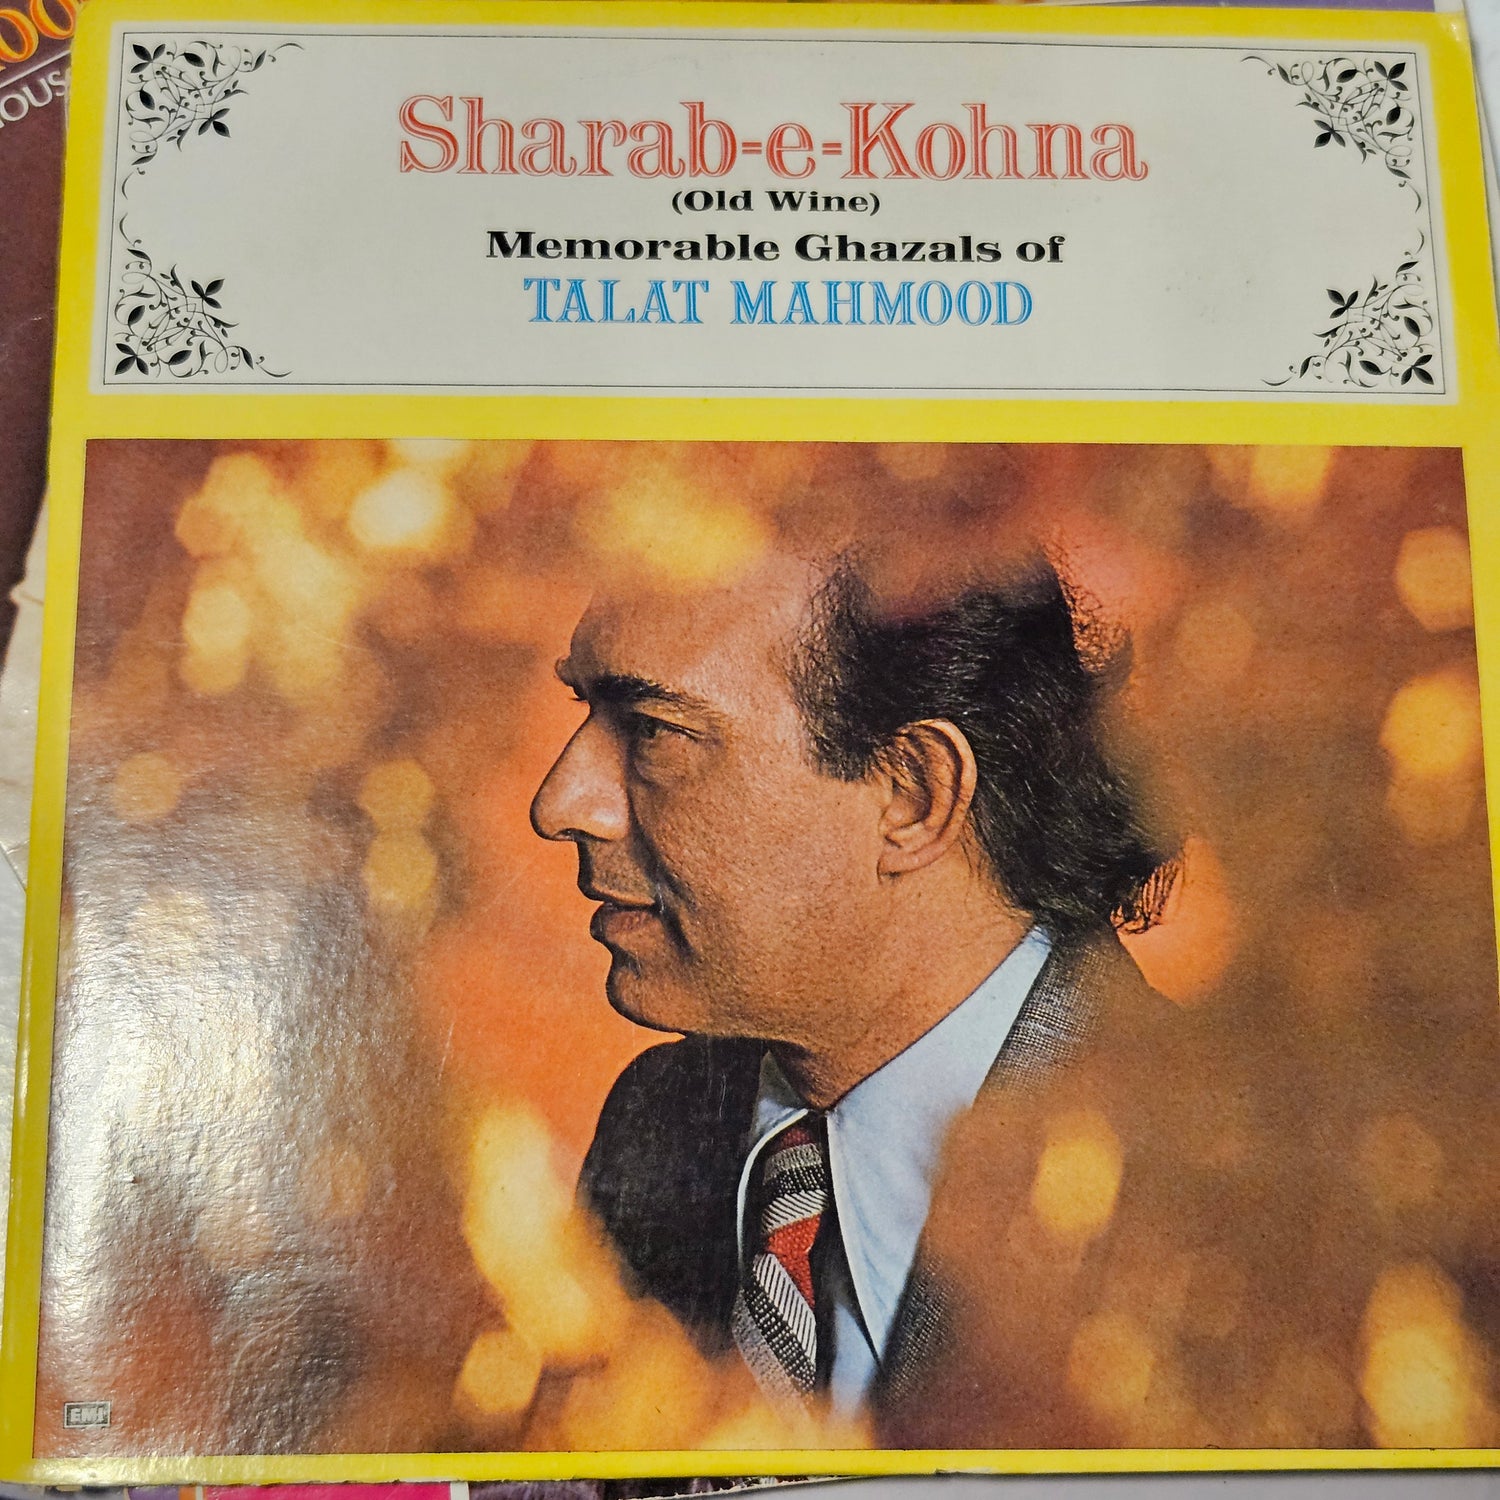 Sharab-e-Kohna
(Old Wine)
Memorable Ghazals of
TALAT MAHMOOD
EMI